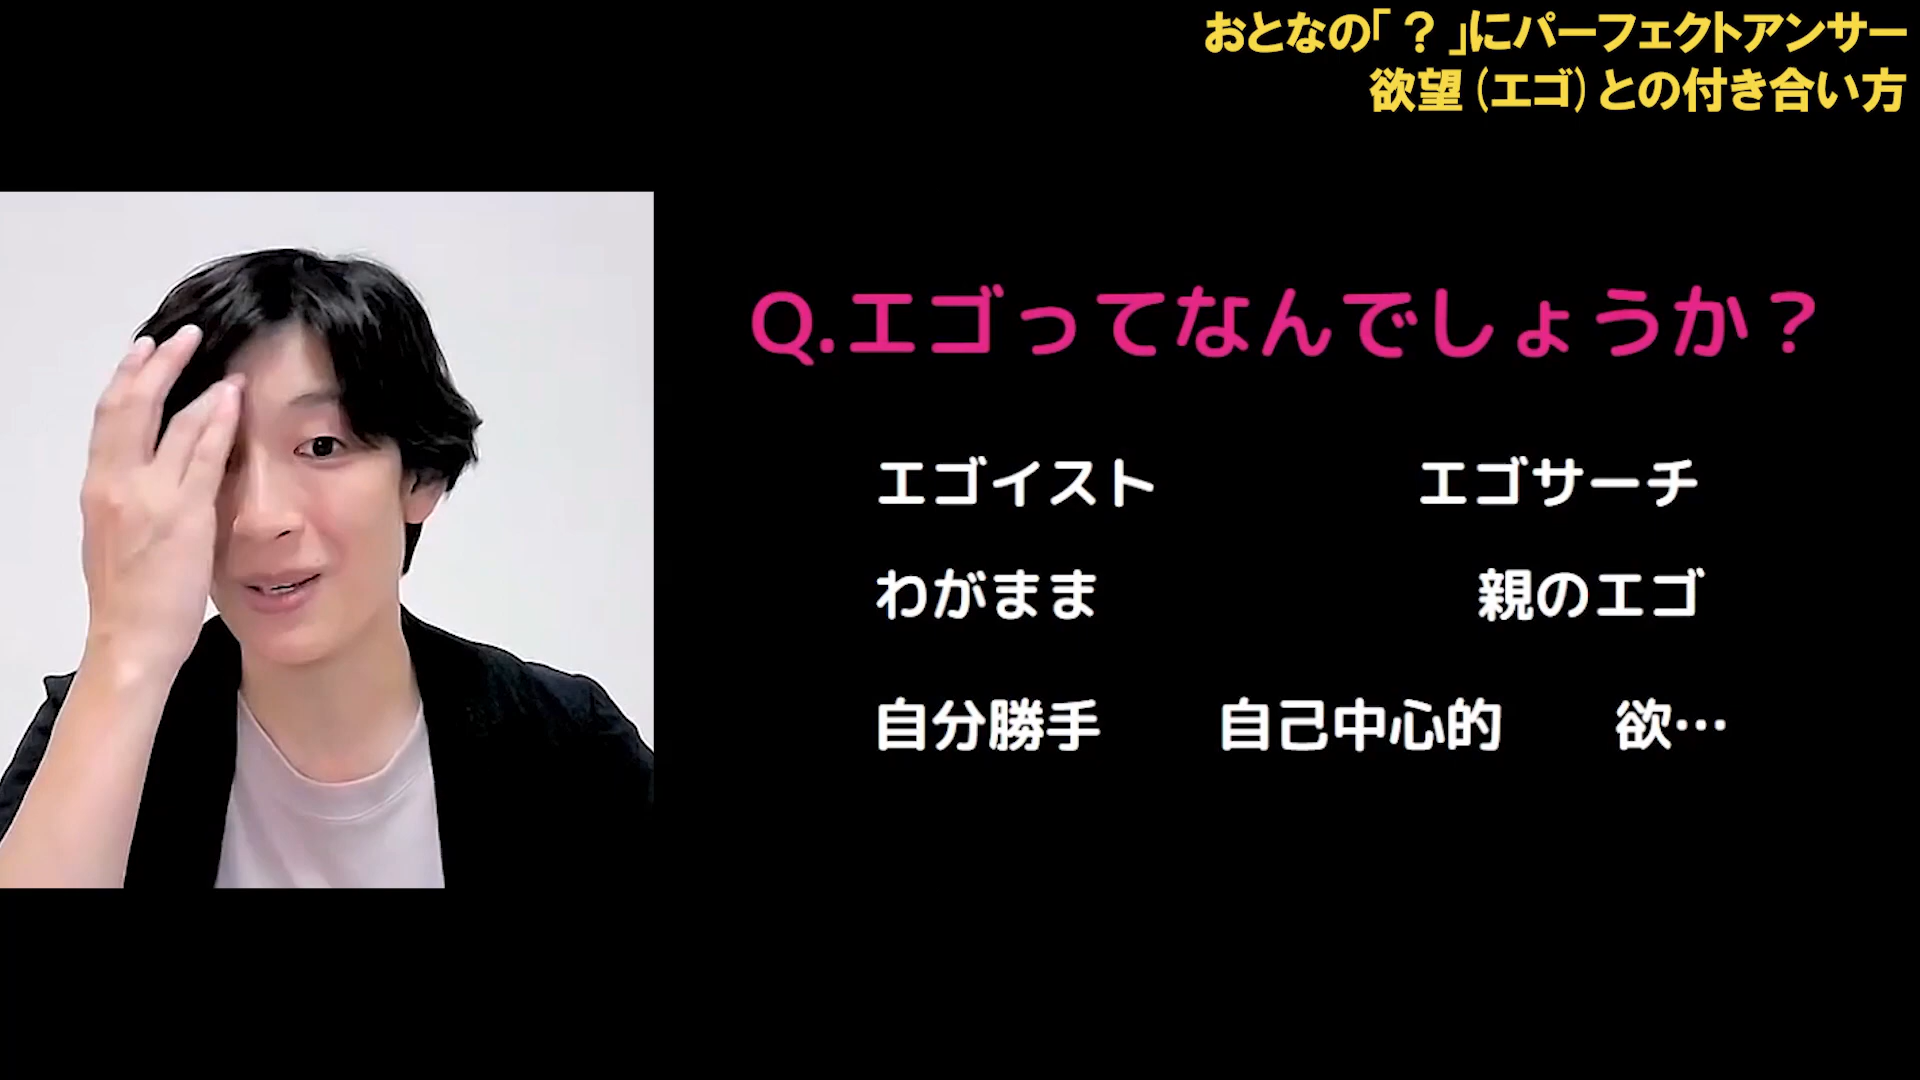 おとなの「？」にパーフェクトアンサー
欲望(エゴ)との付き合い方
Q.エゴってなんでしょうか？
エゴイスト エゴサーチ
わがまま 親のエゴ
自分勝手 自己中心的 欲…